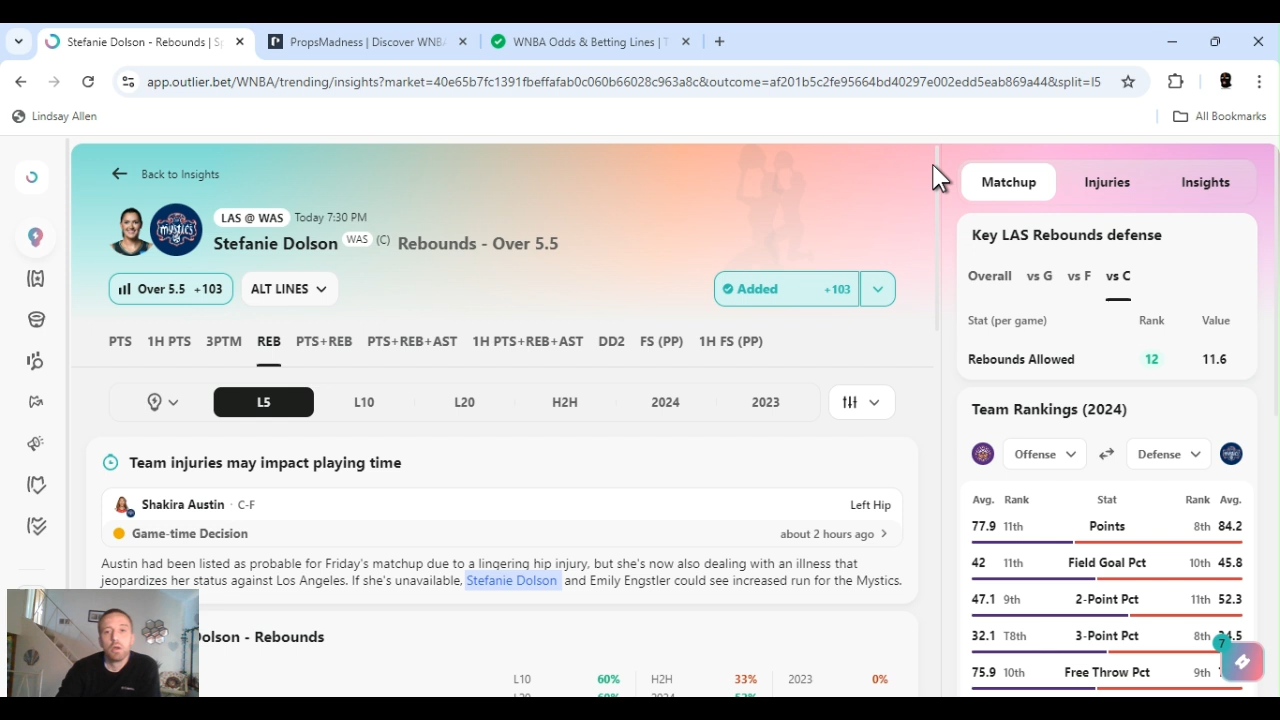 Stefanie Dolson - Rebounds | S
PropsMadness | Discover WNB
WNBA Odds & Betting Lines | T
app.outlier.bet/WNBA/trending/insights?market=40e65b7fc1391fbeffafab0c060b66028c963a8c&outcome=af201b5c2fe95664bd40297e002edd5eab869a44&split=l5
Lindsay Allen
All Bookmarks
Back to Insights
LAS @ WAS Today 7:30 PM
Stefanie Dolson WAS (C) Rebounds - Over 5.5
Over 5.5 +103
ALT LINES
Added +103
PTS 1H PTS 3PTM REB PTS+REB PTS+REB+AST 1H PTS+REB+AST DD2 FS (PP) 1H FS (PP)
L5 L10 L20 H2H 2024 2023
Team injuries may impact playing time
Shakira Austin · C-F Left Hip
Game-time Decision about 2 hours ago
Austin had been listed as probable for Friday's matchup due to a lingering hip injury, but she's now also dealing with an illness that
jeopardizes her status against Los Angeles. If she's unavailable, Stefanie Dolson and Emily Engstler could see increased run for the Mystics.
Dolson - Rebounds
L10 60% H2H 33% 2023 0%
Matchup Injuries Insights
Key LAS Rebounds defense
Overall vs G vs F vs C
Stat (per game) Rank Value
Rebounds Allowed 12 11.6
Team Rankings (2024)
Offense Defense
Avg. Rank Stat Rank Avg.
77.9 11th Points 8th 84.2
42 11th Field Goal Pct 10th 45.8
47.1 9th 2-Point Pct 11th 52.3
32.1 T8th 3-Point Pct 8th
7
75.9 10th Free Throw Pct 9th